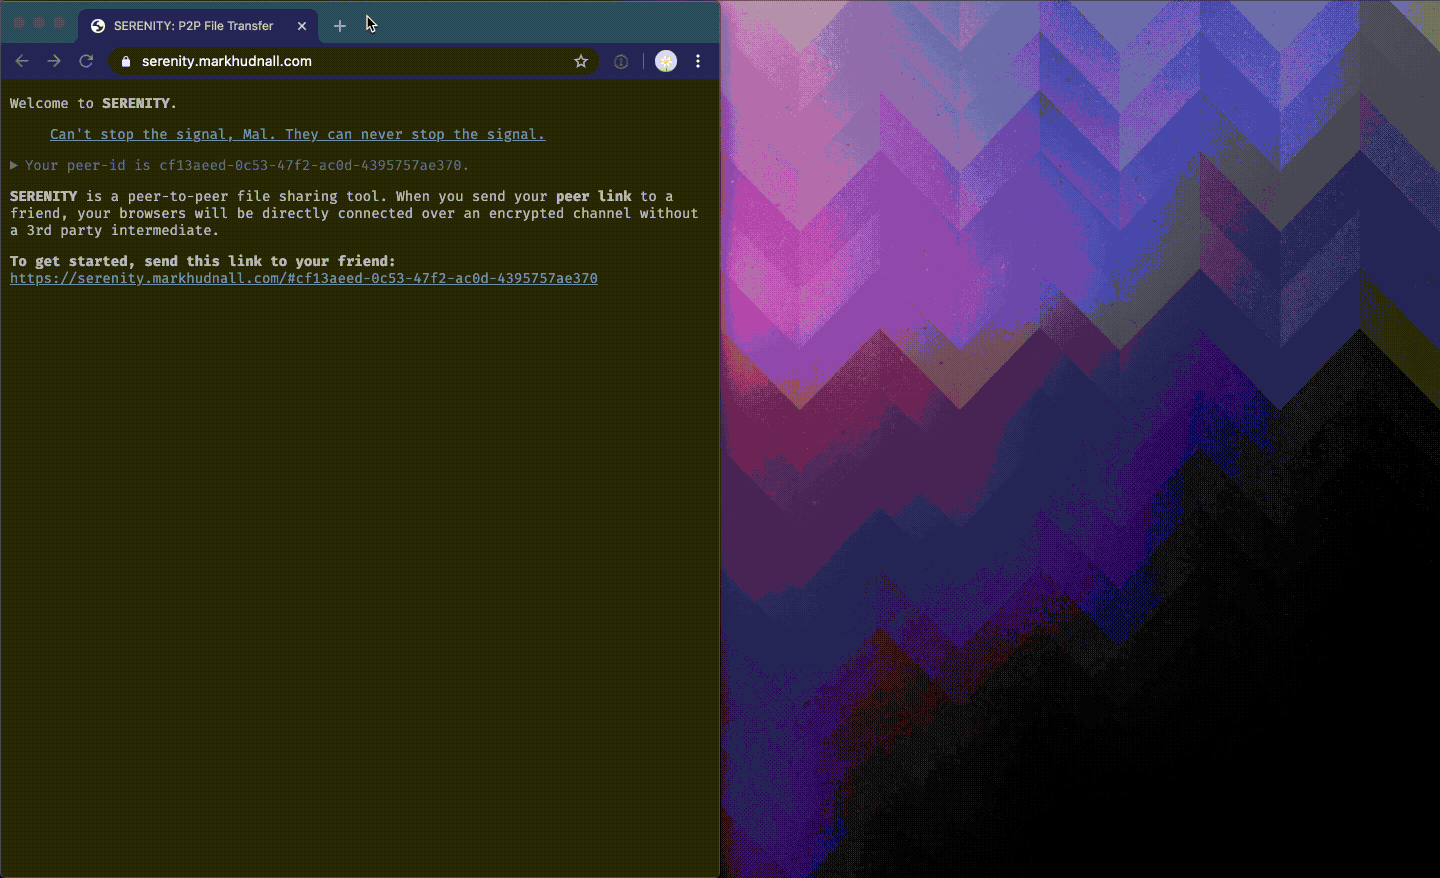 SERENITY: P2P File Transfer
serenity.markhudnall.com
Welcome to SERENITY.
Can't stop the signal, Mal. They can never stop the signal.
Your peer-id is cf13aeed-0c53-47f2-ac0d-4395757ae370.
SERENITY is a peer-to-peer file sharing tool. When you send your peer link to a
friend, your browsers will be directly connected over an encrypted channel without
a 3rd party intermediate.
To get started, send this link to your friend:
https://serenity.markhudnall.com/#cf13aeed-0c53-47f2-ac0d-4395757ae370